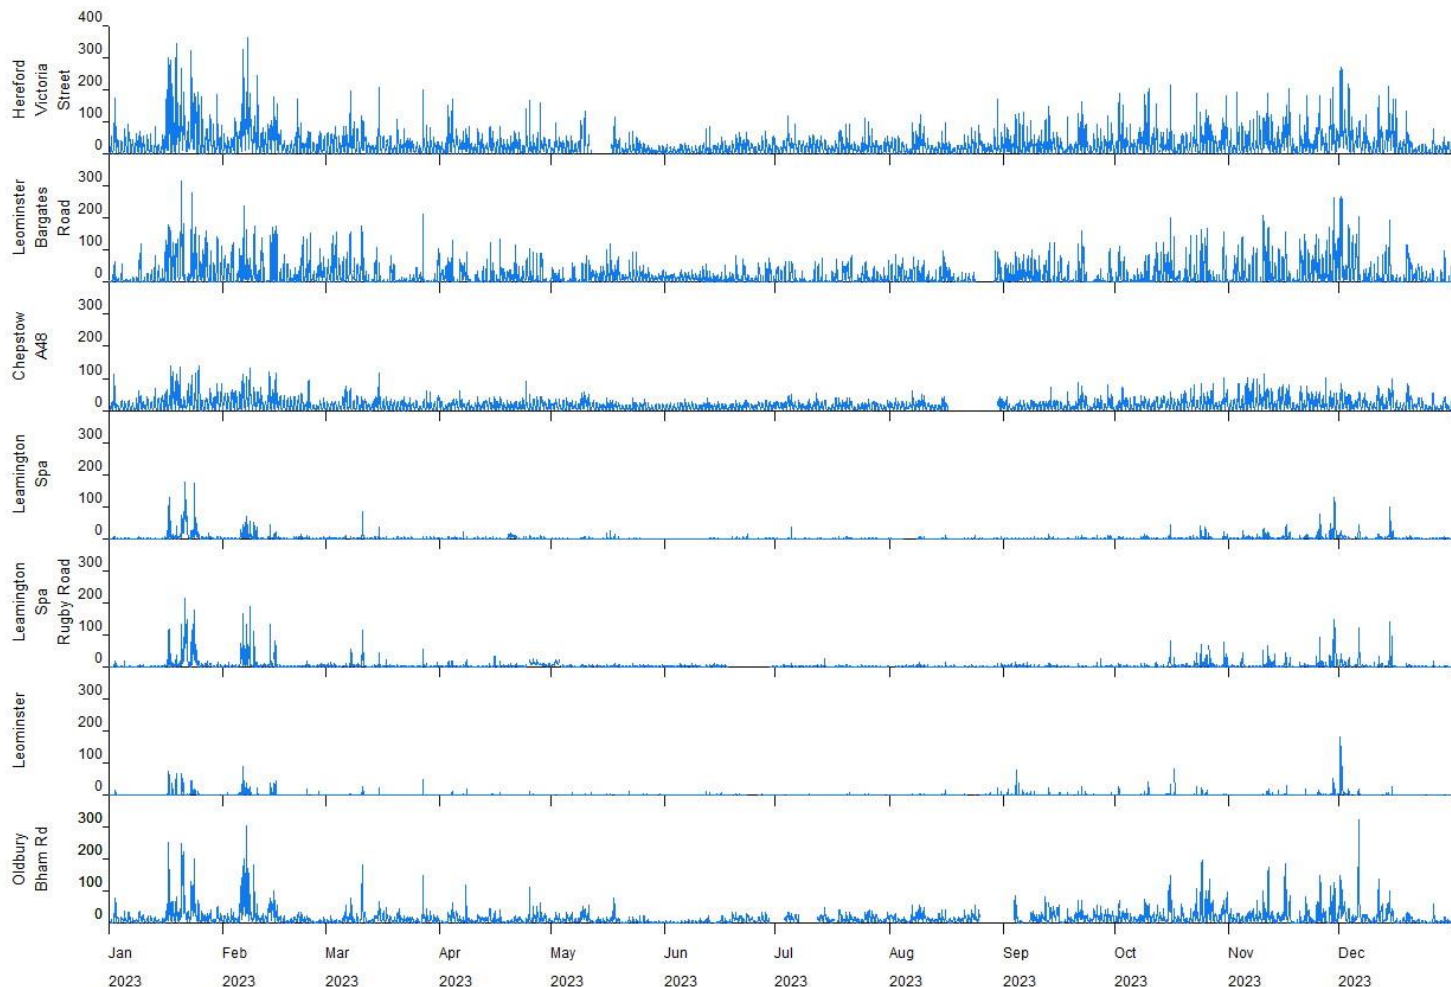 400
300
200
100
0
Hereford
Victoria
Street
300
200
100
0
Leominster
Bargates
Road
300
200
100
0
Chepstow
A48
300
200
100
0
Leamington
Spa
300
200
100
0
Leamington
Spa
Rugby Road
300
200
100
0
Leominster
300
200
100
0
Oldbury
Bham Rd
Jan Feb Mar Apr May Jun Jul Aug Sep Oct Nov Dec
2023 2023 2023 2023 2023 2023 2023 2023 2023 2023 2023 2023